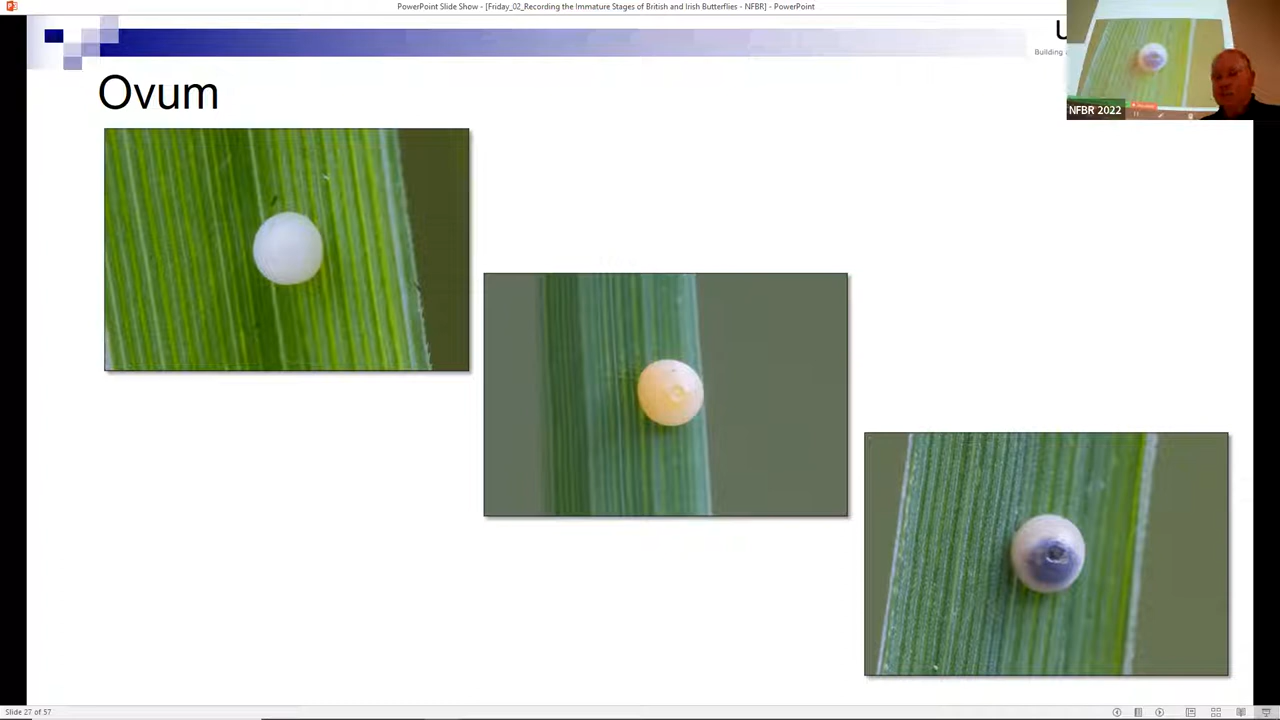 PowerPoint Slide Show - [Friday_02_Recording the Immature Stages of British and Irish Butterflies - NFBR] - PowerPoint
U
Building
Ovum
NFBR 2022
Slide 27 of 57